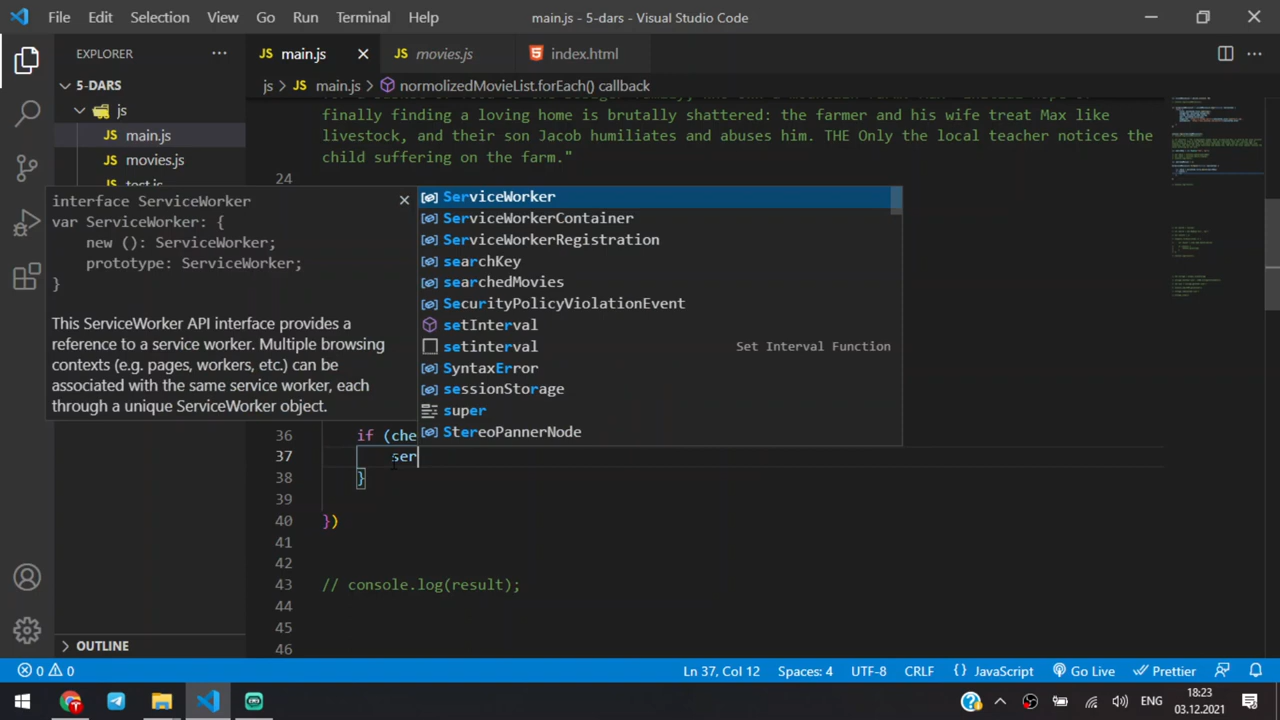 File Edit Selection View Go Run Terminal Help main.js - 5-dars - Visual Studio Code
EXPLORER
JS main.js
JS movies.js
index.html
5-DARS
js
JS main.js
JS movies.js
js > JS main.js > normolizedMovieList.forEach() callback
finally finding a loving home is brutally shattered: the farmer and his wife treat Max like
livestock, and their ron Jacob humiliates and abuses him. THE Only the local teacher notices the
child suffering on the farm."
24
interface ServiceWorker
var ServiceWorker: {
new (): ServiceWorker;
prototype: ServiceWorker;
}
This ServiceWorker API interface provides a
reference to a service worker. Multiple browsing
contexts (e.g. pages, workers, etc.) can be
associated with the same service worker, each
through a unique ServiceWorker object.
ServiceWorker
ServiceWorkerContainer
ServiceWorkerRegistration
searchKey
searchedMovies
SecurityPolicyViolationEvent
setInterval
setinterval Set Interval Function
SyntaxError
sessionStorage
super
StereoPannerNode
36 if (che
37 ser
38 }
39
40 })
41
42
43 // console.log(result);
44
45
46
OUTLINE
0 0 Ln 37, Col 12 Spaces: 4 UTF-8 CRLF {} JavaScript Go Live Prettier
ENG 18:23
03.12.2021